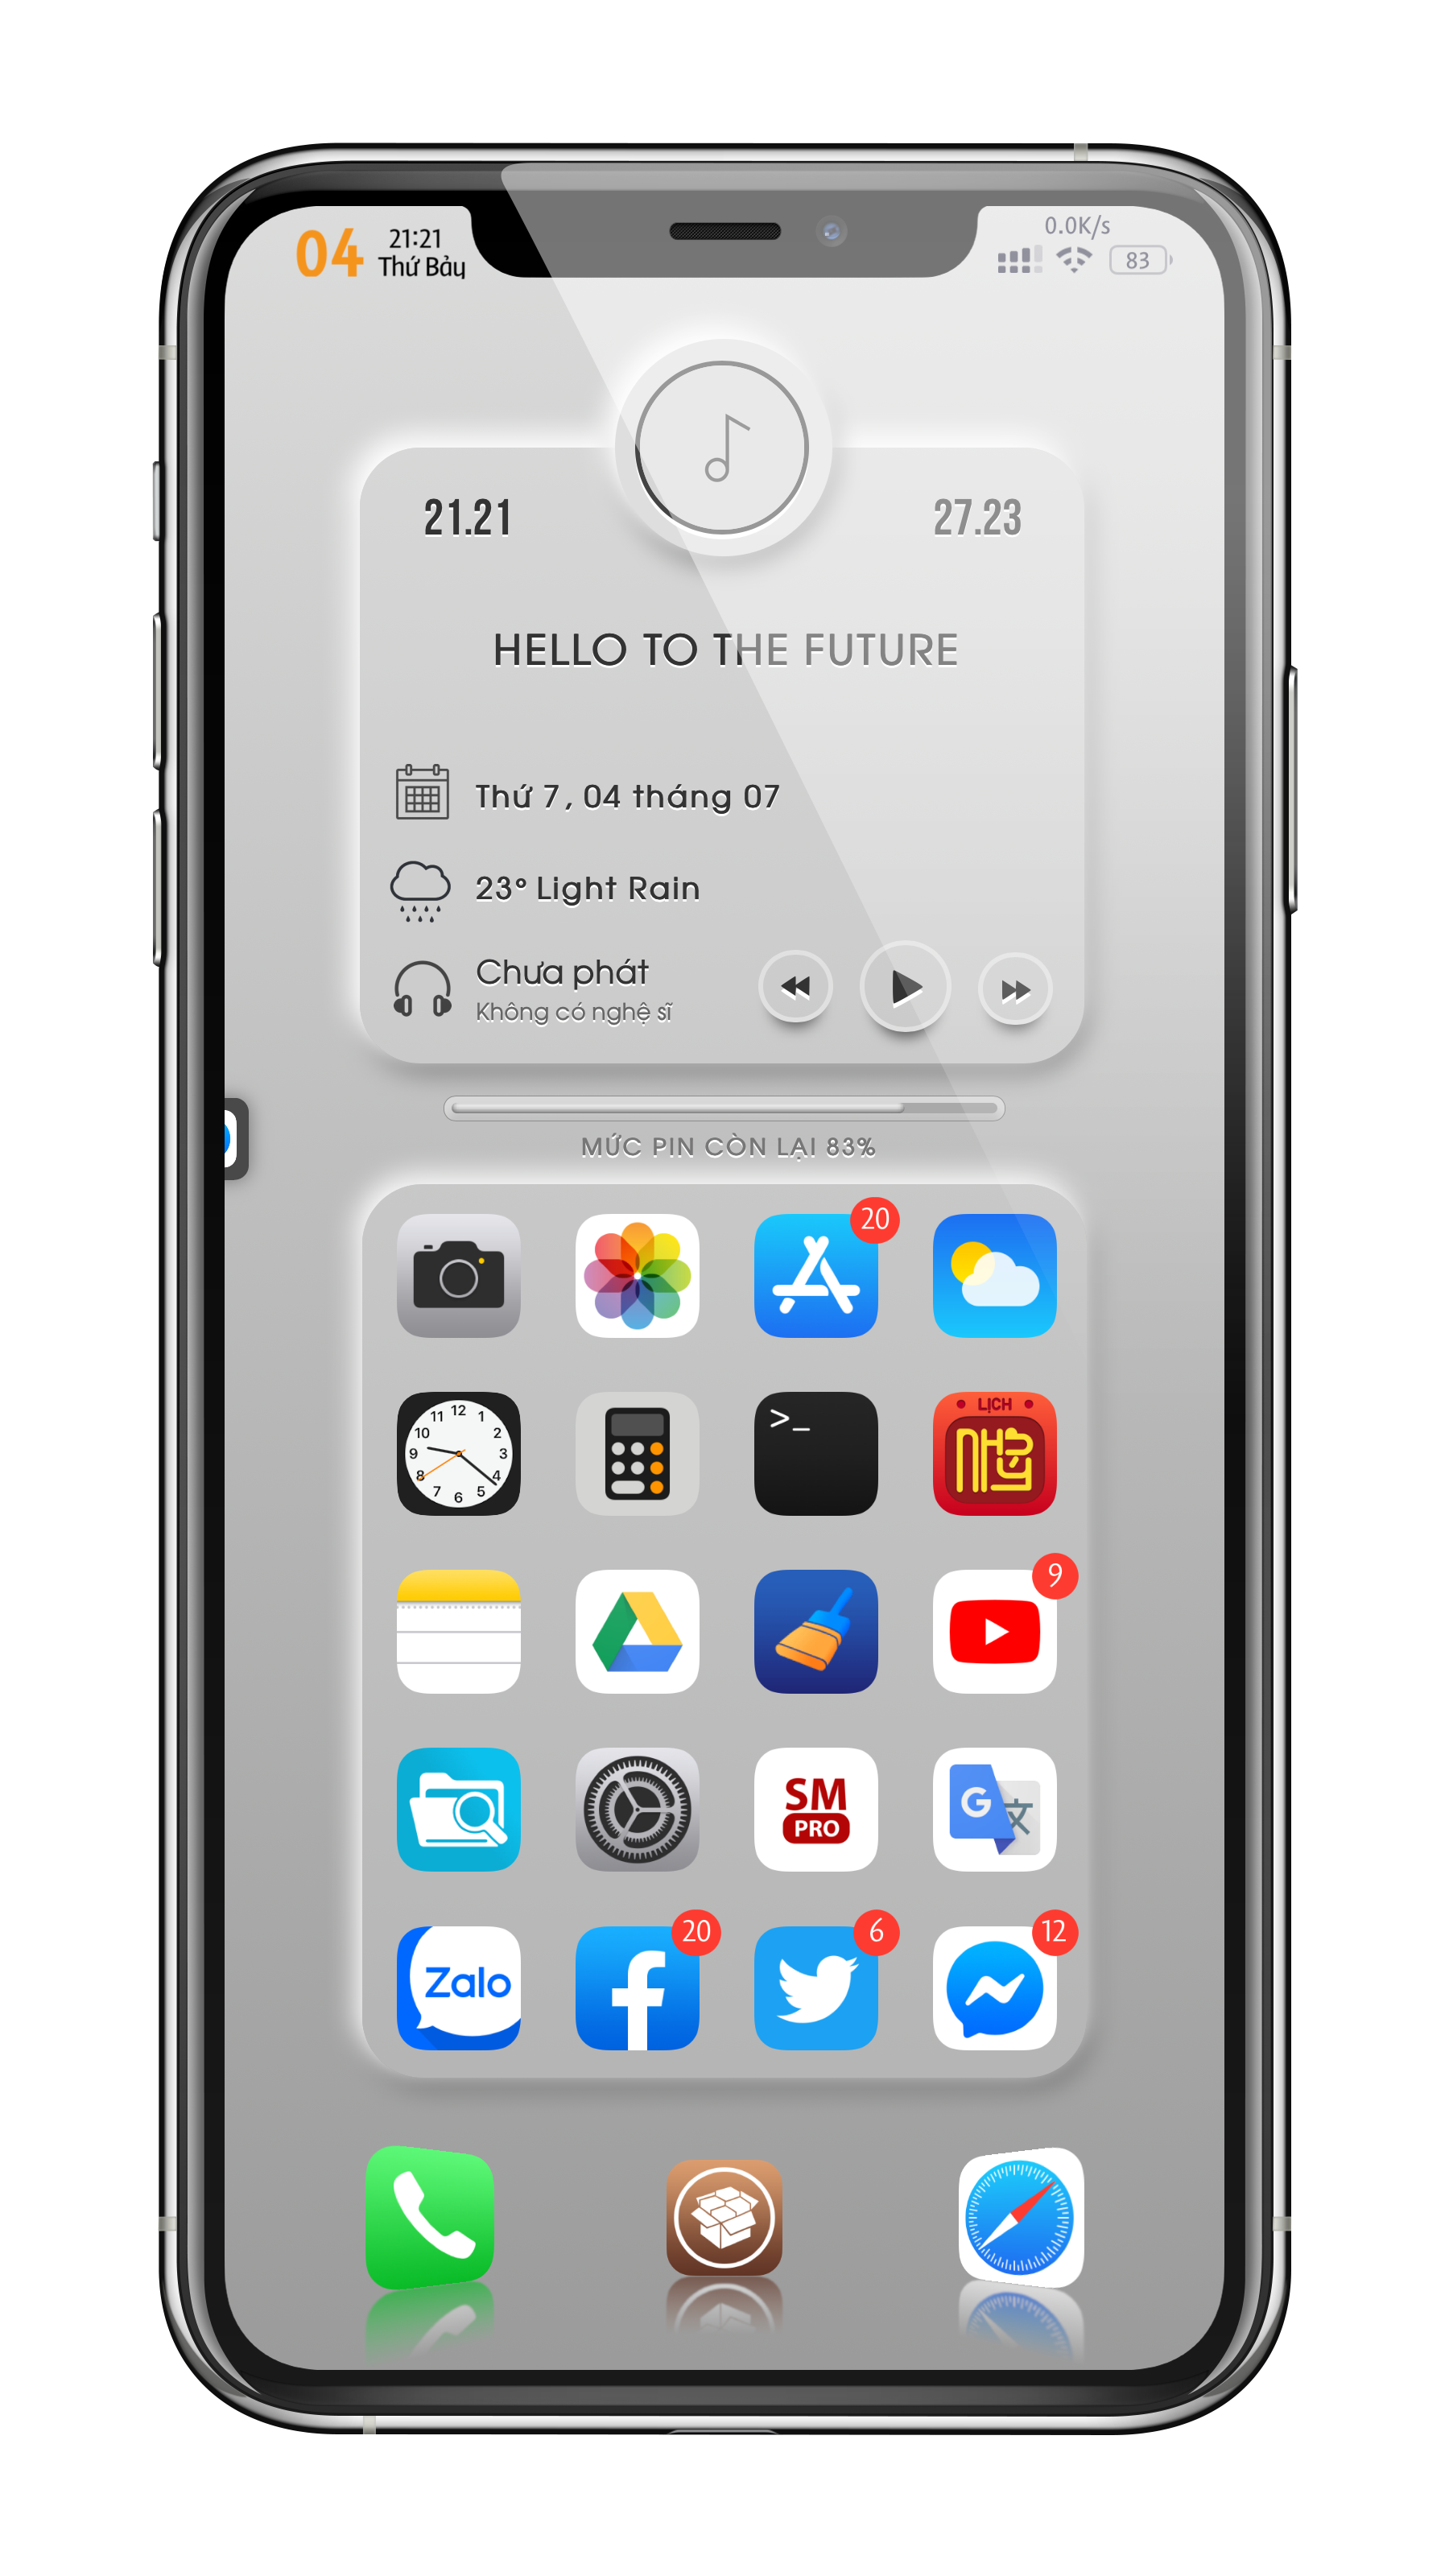 04
21:21
Thứ Bảy
0.0K/s
83
21.21
27.23
HELLO TO THE FUTURE
Thứ 7, 04 tháng 07
23° Light Rain
Chưa phát
Không có nghệ sĩ
MỨC PIN CÒN LẠI 83%
20
12 1 2 3 4 5 6 7 8 9 10 11
>_
LỊCH
NHƯ Ý
9
SM
PRO
G 文
Zalo
20
6
12